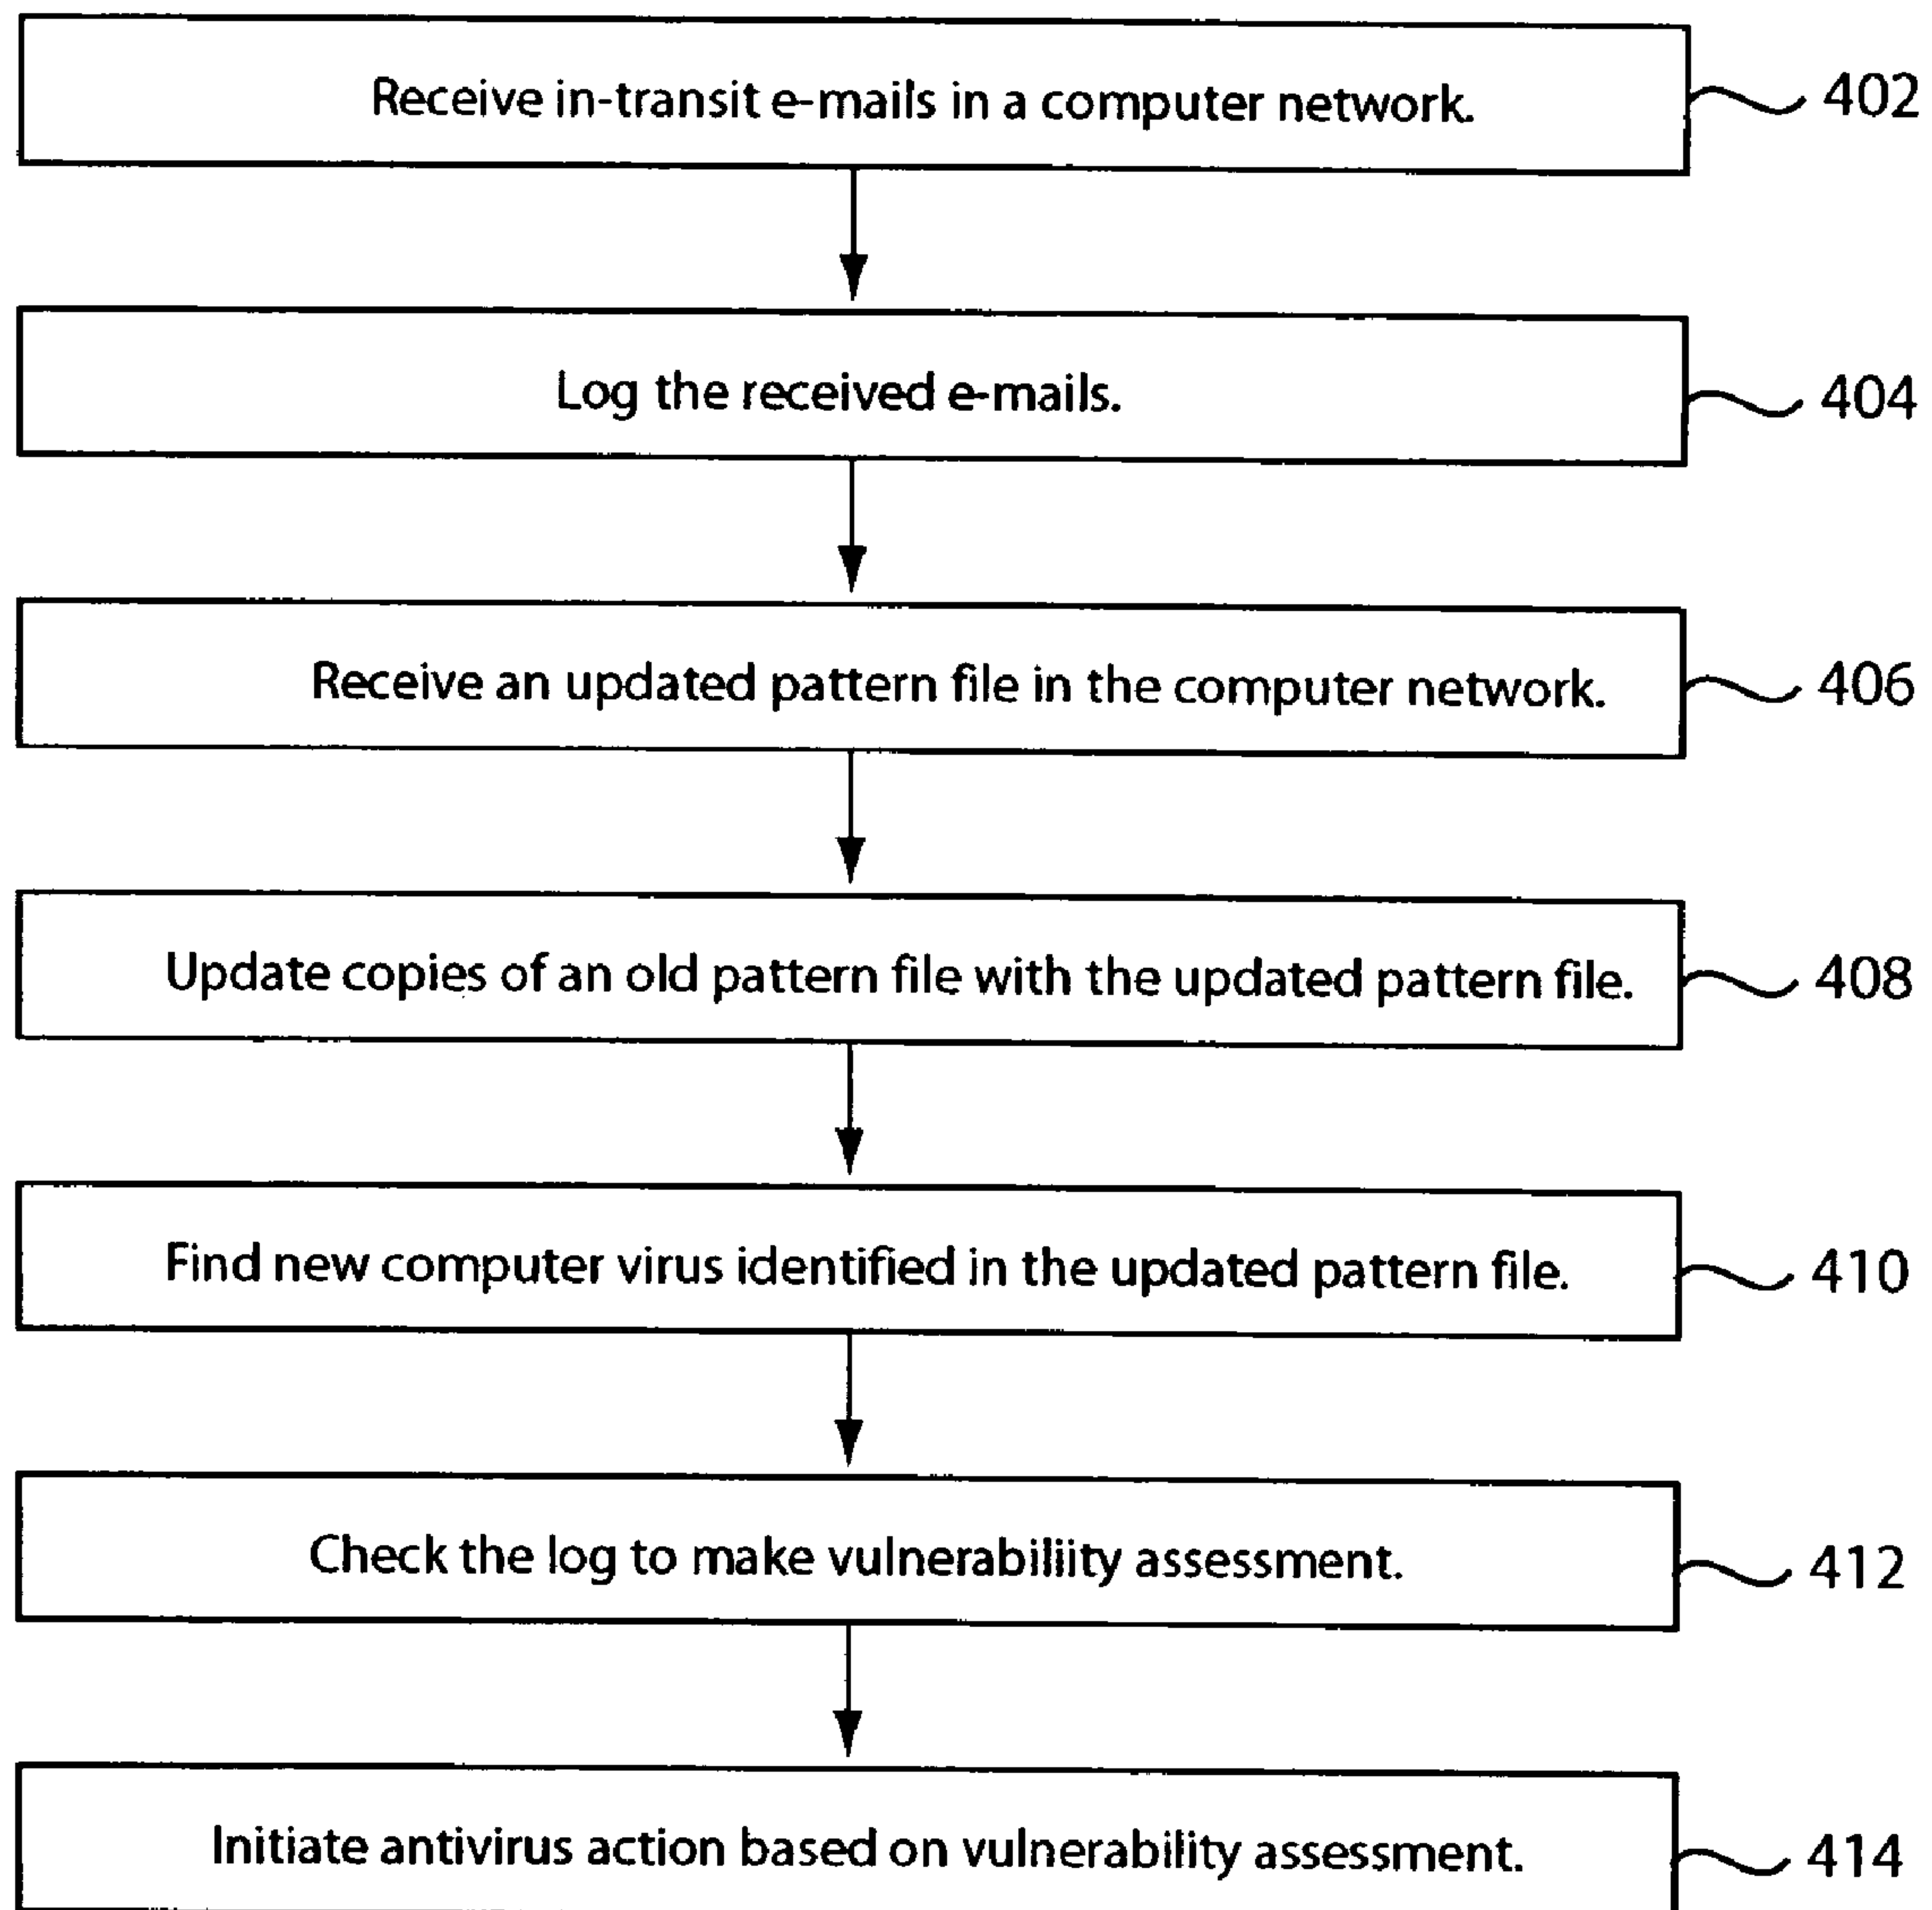 Receive in-transit e-mails in a computer network.
402
Log the received e-mails.
404
Receive an updated pattern file in the computer network.
406
Update copies of an old pattern file with the updated pattern file.
408
Find new computer virus identified in the updated pattern file.
410
Check the log to make vulnerabiliity assessment.
412
Initiate antivirus action based on vulnerability assessment.
414